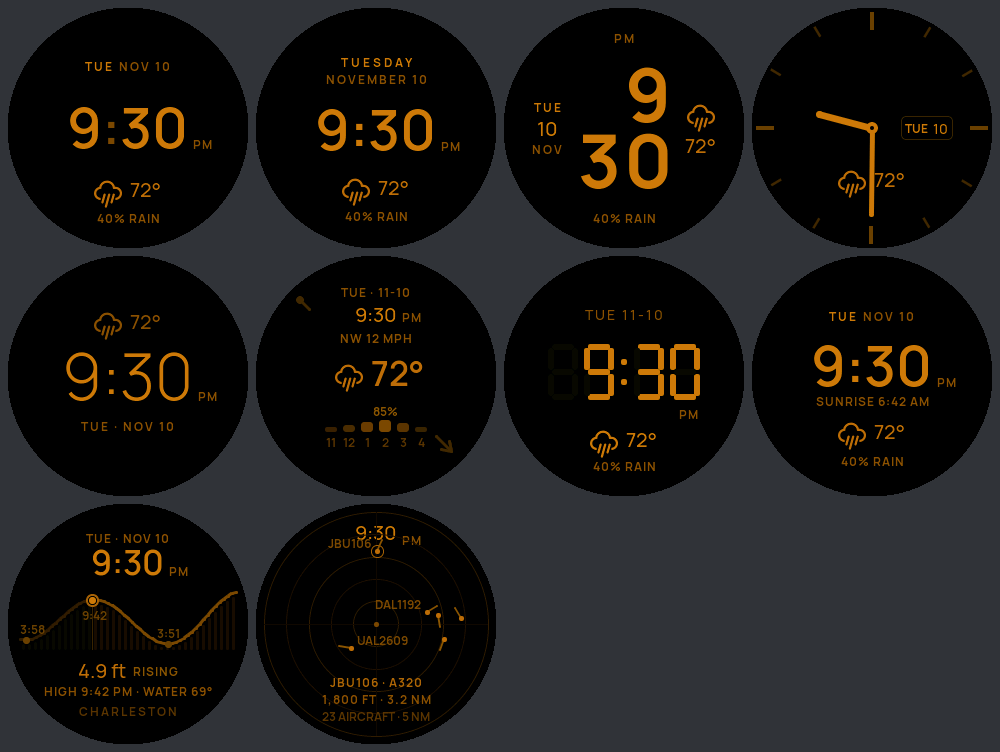 TUE NOV 10
9:30 PM
72°
40% RAIN
TUESDAY
NOVEMBER 10
9:30 PM
72°
40% RAIN
PM
TUE
10
NOV
9
30
72°
40% RAIN
TUE 10
72°
72°
9:30 PM
TUE · NOV 10
TUE · 11-10
9:30 PM
NW 12 MPH
72°
85%
11 12 1 2 3 4
TUE 11-10
9:30
PM
72°
40% RAIN
TUE NOV 10
9:30 PM
SUNRISE 6:42 AM
72°
40% RAIN
TUE · NOV 10
9:30 PM
9:42
3:58
3:51
4.9 ft RISING
HIGH 9:42 PM · WATER 69°
CHARLESTON
9:30 PM
JBU106
DAL1192
UAL2609
JBU106 · A320
1,800 FT · 3.2 NM
23 AIRCRAFT · 5 NM